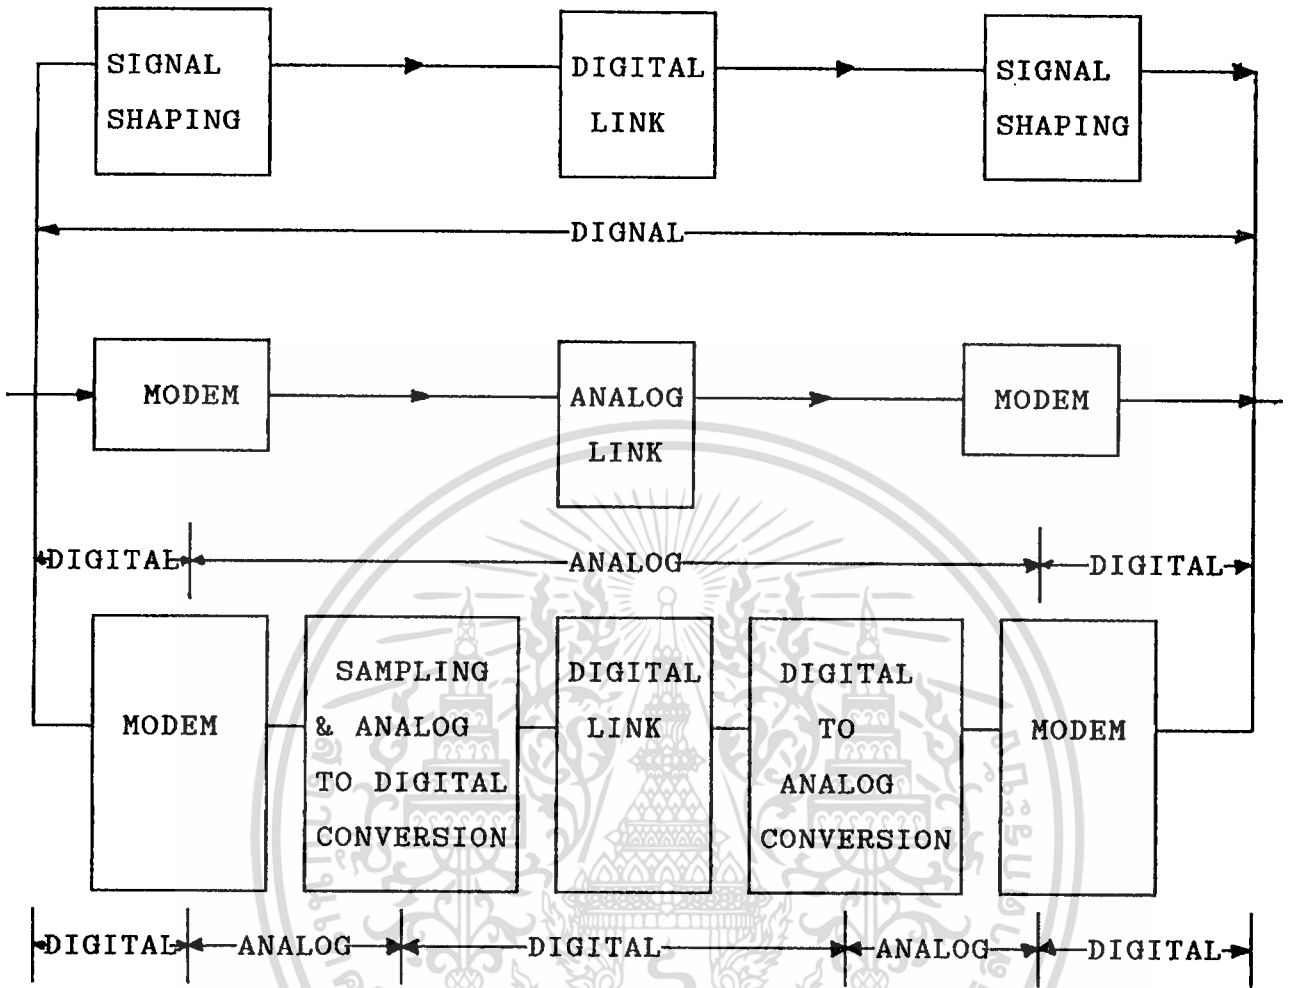 SIGNAL
SHAPING
DIGITAL
LINK
SIGNAL
SHAPING
DIGNAL
MODEM
ANALOG
LINK
MODEM
DIGITAL
ANALOG
DIGITAL
MODEM
SAMPLING
& ANALOG
TO DIGITAL
CONVERSION
DIGITAL
LINK
DIGITAL
TO
ANALOG
CONVERSION
MODEM
DIGITAL
ANALOG
DIGITAL
ANALOG
DIGITAL